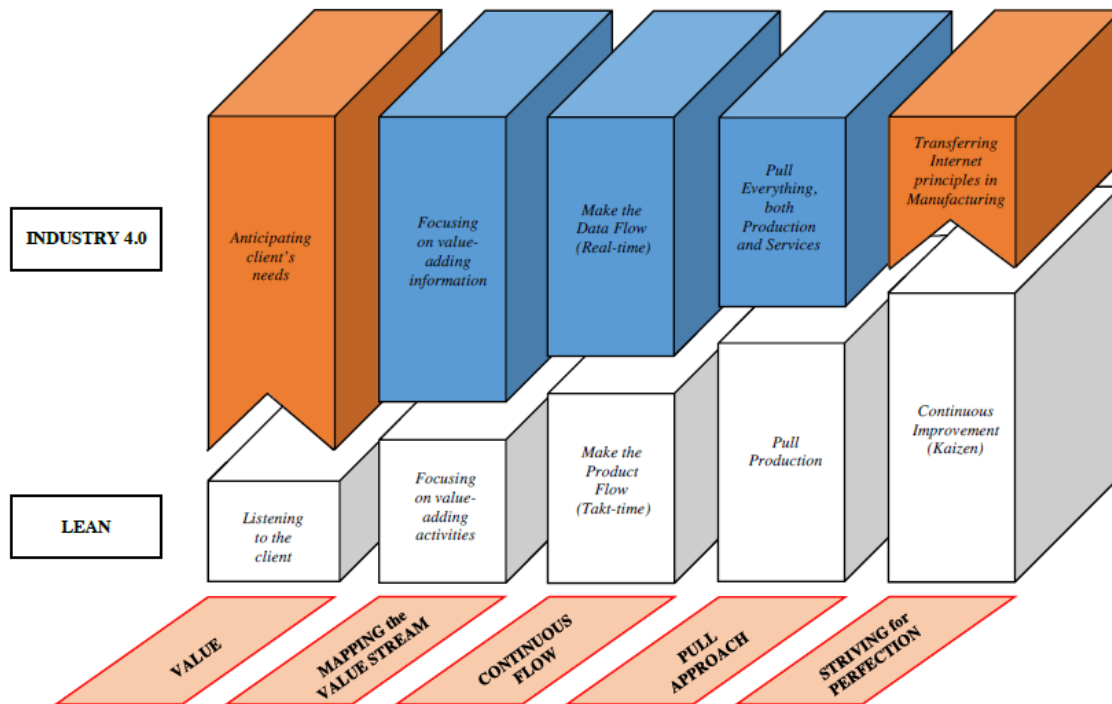 INDUSTRY 4.0
Anticipating
client's
needs
Focusing
on value-
adding
information
Make the
Data Flow
(Real-time)
Pull
Everything,
both
Production
and Services
Transferring
Internet
principles in
Manufacturing
LEAN
Listening
to the
client
Focusing
on value-
adding
activities
Make the
Product
Flow
(Takt-time)
Pull
Production
Continuous
Improvement
(Kaizen)
VALUE
MAPPING the
VALUE STREAM
CONTINUOUS
FLOW
PULL
APPROACH
STRIVING for
PERFECTION